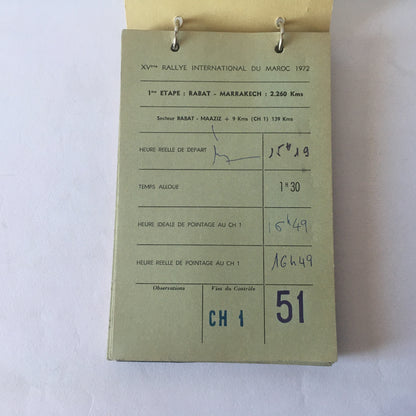 XVème RALLYE INTERNATIONAL DU MAROC 1972
1ère ETAPE : RABAT - MARRAKECH : 2.260 Kms
Secteur RABAT - MAAZIZ + 9 Kms (CH 1) 139 Kms
HEURE REELLE DE DEPART 15H19
TEMPS ALLOUE 1H30
HEURE IDEALE DE POINTAGE AU CH 1 16h49
HEURE REELLE DE POINTAGE AU CH 1 16h49
Observations Visa du Contrôle
CH 1 51